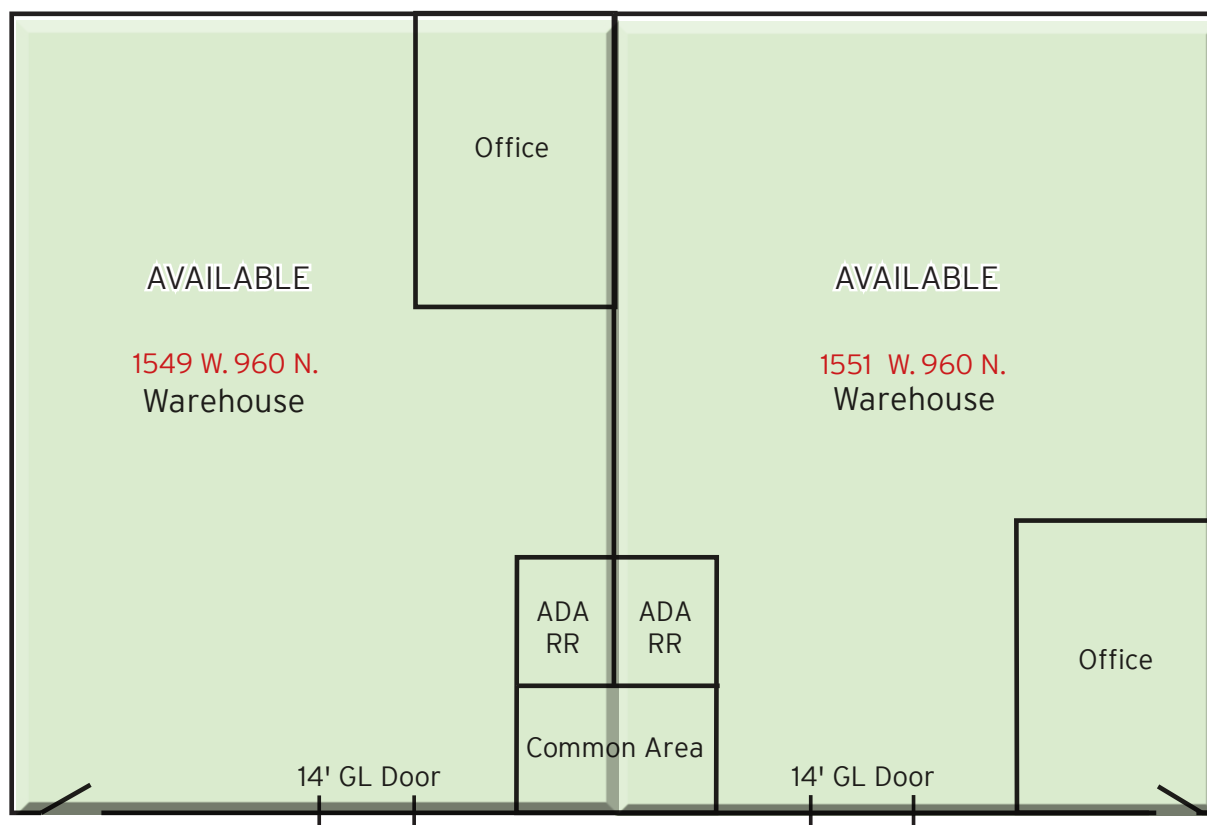 Office
AVAILABLE
1549 W. 960 N.
Warehouse
AVAILABLE
1551 W. 960 N.
Warehouse
ADA
RR
ADA
RR
Office
Common Area
14' GL Door
14' GL Door